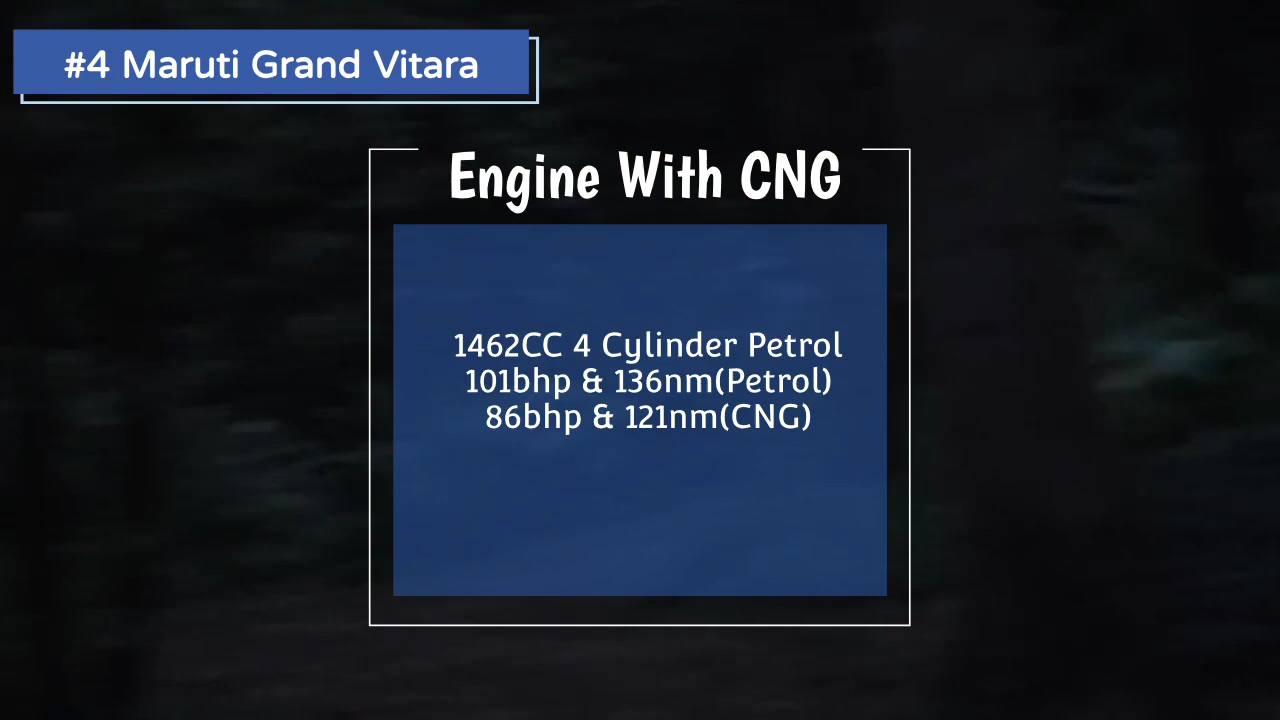 #4 Maruti Grand Vitara
Engine With CNG
1462CC 4 Cylinder Petrol
101bhp & 136nm(Petrol)
86bhp & 121nm(CNG)